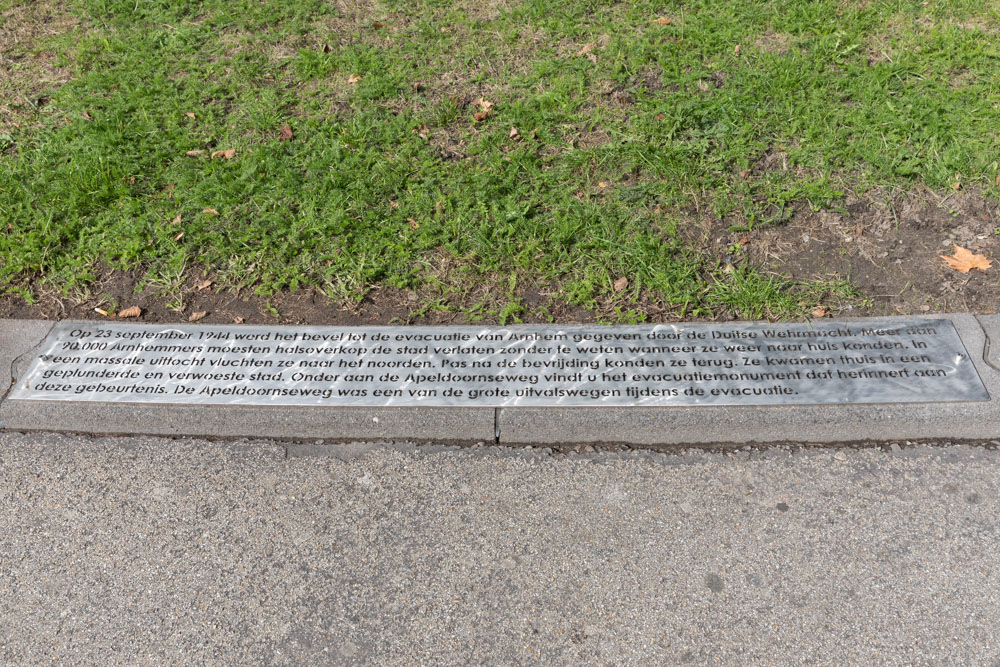 Op 23 september 1944 werd het bevel tot de evacuatie van Arnhem gegeven door de Duitse Wehrmacht. Meer dan
90.000 Arnhemmers moesten halsoverkop de stad verlaten zonder te weten wanneer ze weer naar huis konden. In
een massale uittocht vluchten ze naar het noorden. Pas na de bevrijding konden ze terug. Ze kwamen thuis in een
geplunderde en verwoeste stad. Onder aan de Apeldoornseweg vindt u het evacuatiemonument dat herinnert aan
deze gebeurtenis. De Apeldoornseweg was een van de grote uitvalswegen tijdens de evacuatie.